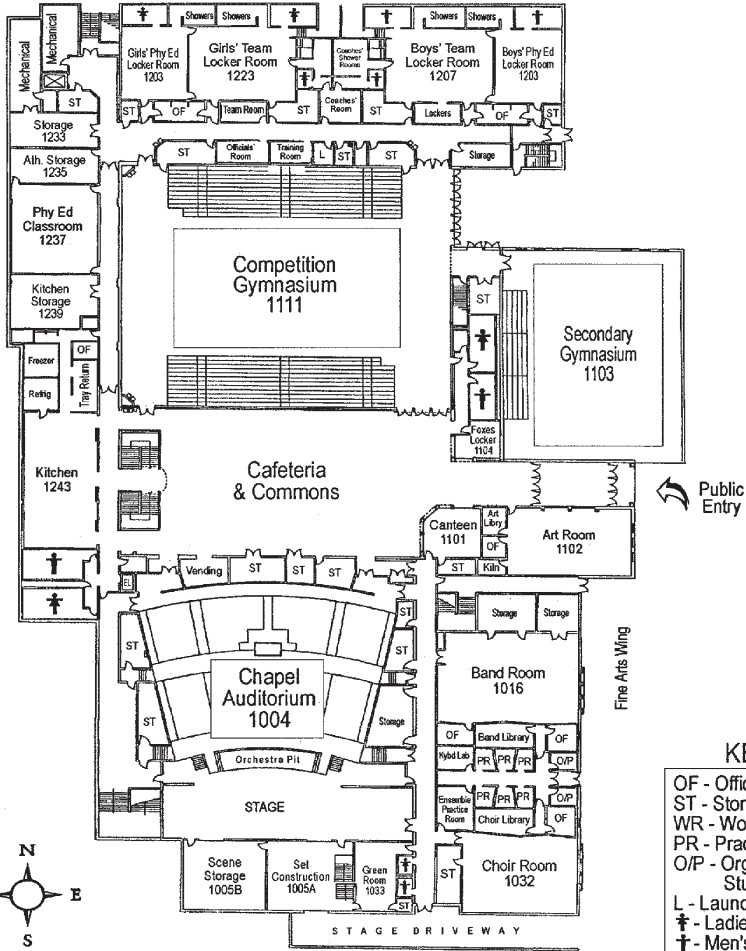 Mechanical
Mechanical
Showers
Showers
Showers
Showers
Girls' Phy Ed
Locker Room
1203
Girls' Team
Locker Room
1223
Coaches'
Shower
Rooms
Boys' Team
Locker Room
1207
Boys' Phy Ed
Locker Room
1203
ST
ST
OF
Team Room
ST
Coaches'
Room
ST
Lockers
OF
ST
Storage
1233
Ath. Storage
1235
ST
Officials'
Room
Training
Room
L
ST
ST
Storage
Phy Ed
Classroom
1237
Competition
Gymnasium
1111
Kitchen
Storage
1239
ST
Secondary
Gymnasium
1103
Freezer
OF
Refrig
Tray Return
Foxes
Locker
1104
Kitchen
1243
Cafeteria
& Commons
Public
Entry
Canteen
1101
Art
Libry
OF
Art Room
1102
ST
Kiln
EL
Vending
ST
ST
ST
ST
Storage
Storage
ST
ST
Chapel
Auditorium
1004
Band Room
1016
Fine Arts Wing
ST
Storage
OF
Band Library
OF
Orchestra Pit
Kybd Lab
PR
PR
PR
O/P
STAGE
Ensemble
Practice
Room
PR
PR
PR
O/P
Choir Library
OF
Scene
Storage
1005B
Set
Construction
1005A
Green
Room
1033
ST
ST
Choir Room
1032
STAGE DRIVEWAY
N
E
S
KE
OF - Offic
ST - Stor
WR - Wo
PR - Prac
O/P - Org
Stu
L - Laund
- Ladie
- Men's